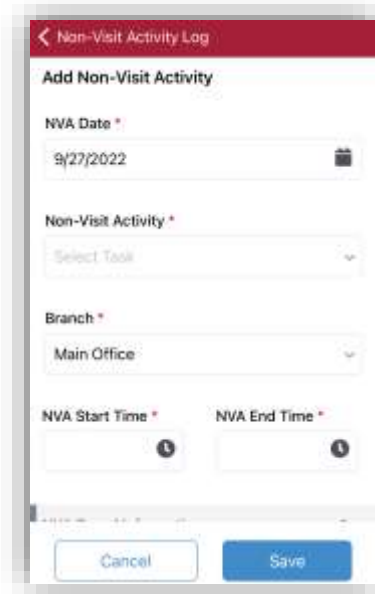 Non-Visit Activity Log
Add Non-Visit Activity
NVA Date *
9/27/2022
Non-Visit Activity *
Select Task
Branch *
Main Office
NVA Start Time * NVA End Time *
Cancel Save